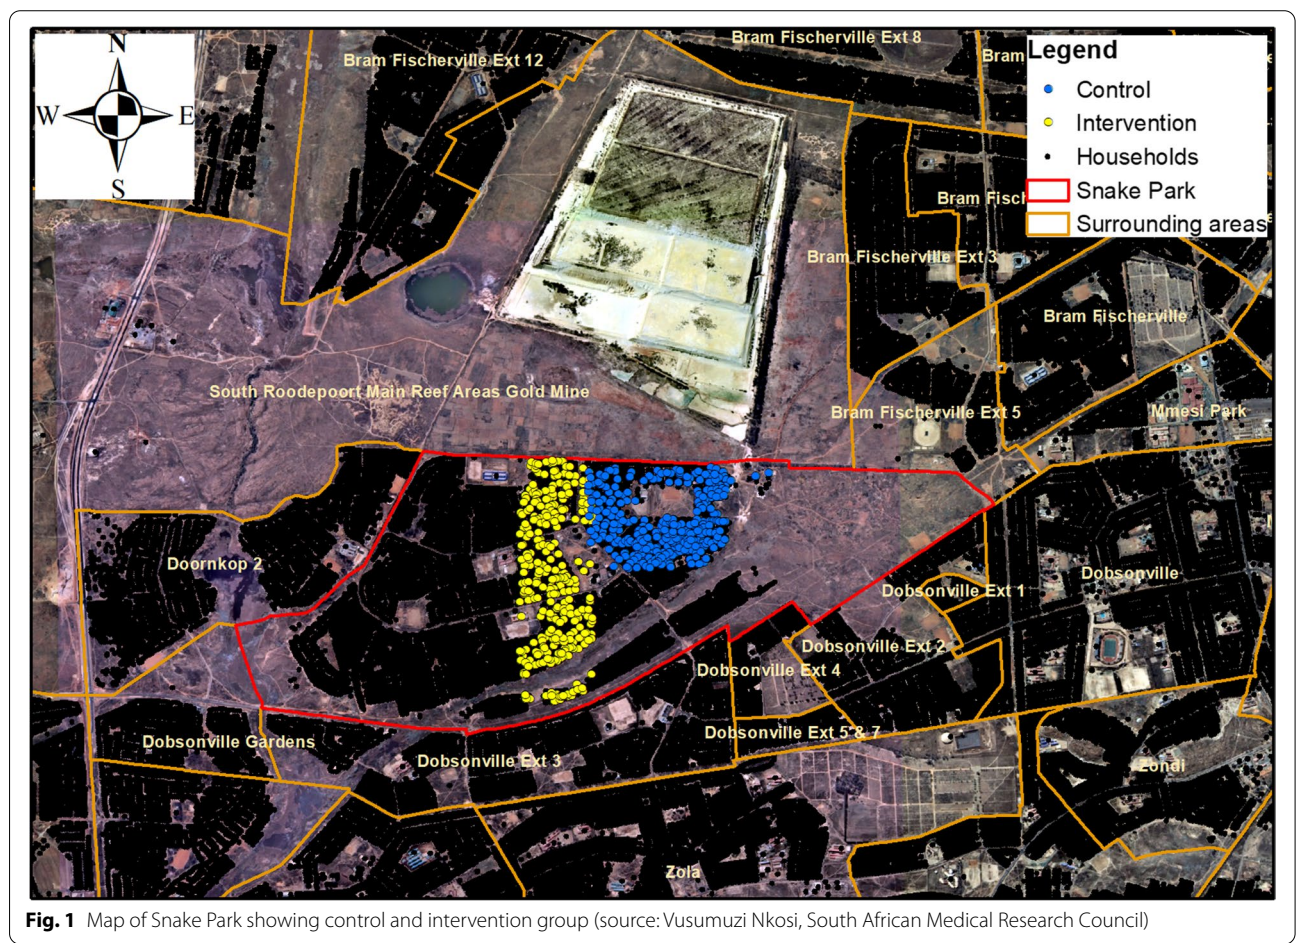 N
W
E
S
Bram Fischerville Ext 12
Bram Fischerville Ext 8
Bram
Legend
Control
Intervention
Households
Snake Park
Surrounding areas
Bram Fisch
Bram Fischerville Ext 3
Bram Fischerville
South Roodepoort Main Reef Areas Gold Mine
Bram Fischerville Ext 5
Mmesi Park
Doornkop 2
Dobsonville
Dobsonville Ext 1
Dobsonville Ext 2
Dobsonville Ext 4
Dobsonville Ext 5 & 7
Dobsonville Gardens
Dobsonville Ext 3
Zondi
Zola
Fig. 1 Map of Snake Park showing control and intervention group (source: Vusumuzi Nkosi, South African Medical Research Council)